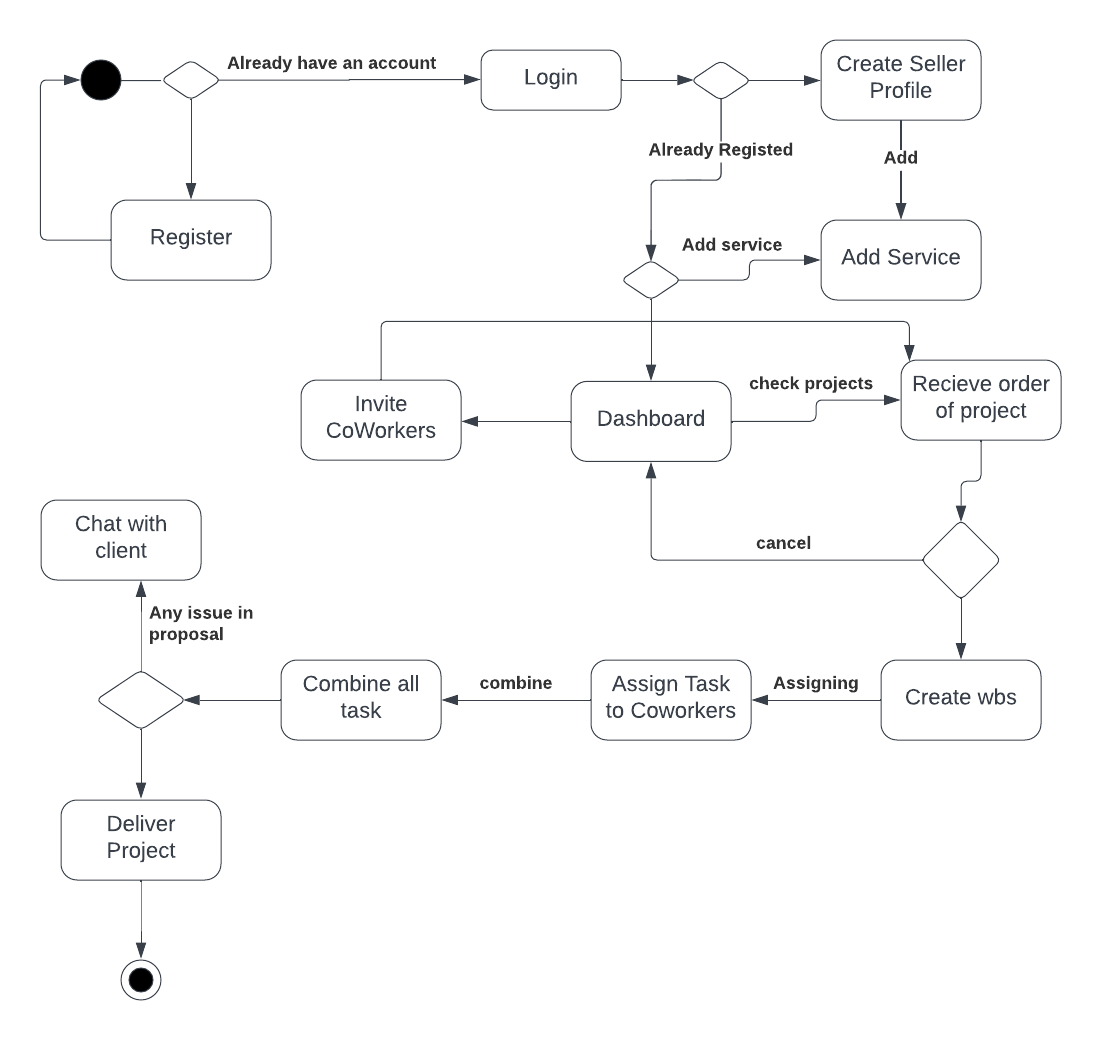 Already have an account
Login
Create Seller
Profile
Already Registed
Add
Register
Add service
Add Service
Invite
CoWorkers
Dashboard
check projects
Recieve order
of project
Chat with
client
cancel
Any issue in
proposal
Combine all
task
combine
Assign Task
to Coworkers
Assigning
Create wbs
Deliver
Project